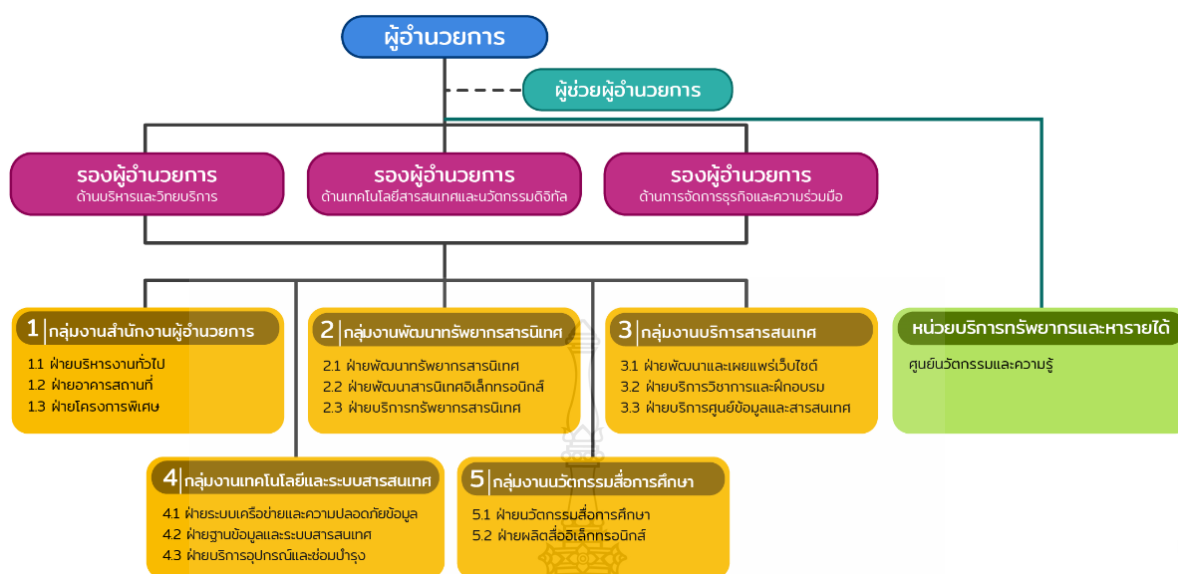 ผู้อำนวยการ
ผู้ช่วยผู้อำนวยการ
รองผู้อำนวยการ
ด้านบริหารและวิทยบริการ
รองผู้อำนวยการ
ด้านเทคโนโลยีสารสนเทศและนวัตกรรมดิจิทัล
รองผู้อำนวยการ
ด้านการจัดการธุรกิจและความร่วมมือ
1 กลุ่มงานสำนักงานผู้อำนวยการ
1.1 ฝ่ายบริหารงานทั่วไป
1.2 ฝ่ายอาคารสถานที่
1.3 ฝ่ายโครงการพิเศษ
2 กลุ่มงานพัฒนาทรัพยากรสารนิเทศ
2.1 ฝ่ายพัฒนาทรัพยากรสารนิเทศ
2.2 ฝ่ายพัฒนาสารนิเทศอิเล็กทรอนิกส์
2.3 ฝ่ายบริการทรัพยากรสารนิเทศ
3 กลุ่มงานบริการสารสนเทศ
3.1 ฝ่ายพัฒนาและเผยแพร่เว็บไซต์
3.2 ฝ่ายบริการวิชาการและฝึกอบรม
3.3 ฝ่ายบริการศูนย์ข้อมูลและสารสนเทศ
หน่วยบริการทรัพยากรและหารายได้
ศูนย์นวัตกรรมและความรู้
4 กลุ่มงานเทคโนโลยีและระบบสารสนเทศ
4.1 ฝ่ายระบบเครือข่ายและความปลอดภัยข้อมูล
4.2 ฝ่ายฐานข้อมูลและระบบสารสนเทศ
4.3 ฝ่ายบริการอุปกรณ์และซ่อมบำรุง
5 กลุ่มงานนวัตกรรมสื่อการศึกษา
5.1 ฝ่ายนวัตกรรมสื่อการศึกษา
5.2 ฝ่ายผลิตสื่ออิเล็กทรอนิกส์